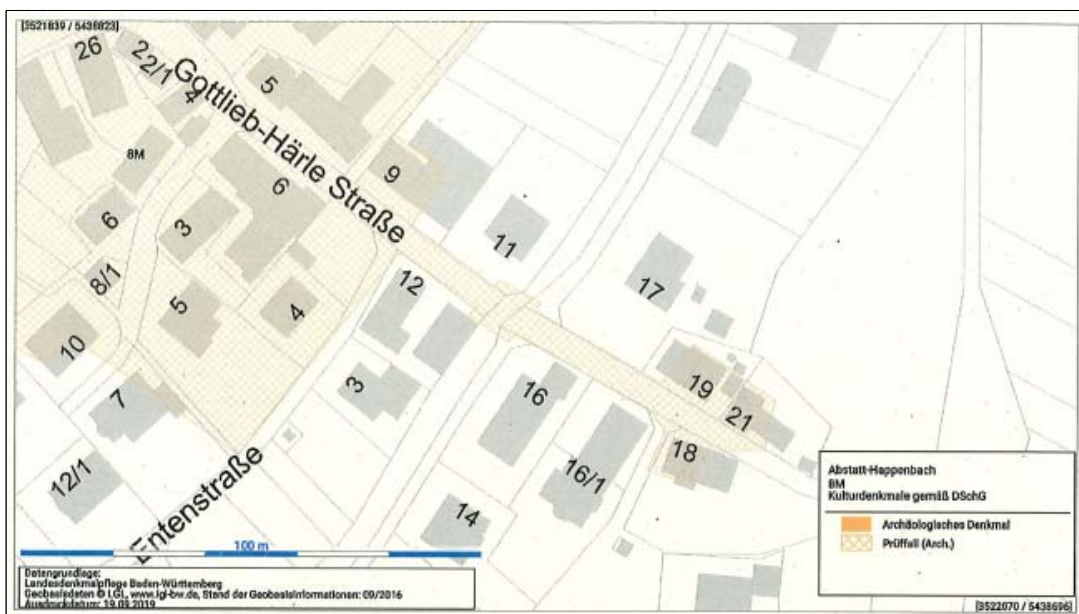 [3521839 / 5438823]
26
2
2/1
4
5
Gottlieb-Härle Straße
8M
6
9
6
3
11
8/1
12
17
5
4
10
3
19
7
16
21
18
12/1
16/1
Entenstraße
14
100 m
Abstatt-Happenbach
8M
Kulturdenkmale gemäß DSchG
Archäologisches Denkmal
Prüffall (Arch.)
Datengrundlage:
Landesdenkmalpflege Baden-Württemberg
Geobasisdaten © LGL, www.lgl-bw.de, Stand der Geobasisinformationen: 09/2016
Ausdruckdatum: 19.09.2019
[3522070 / 5438696]